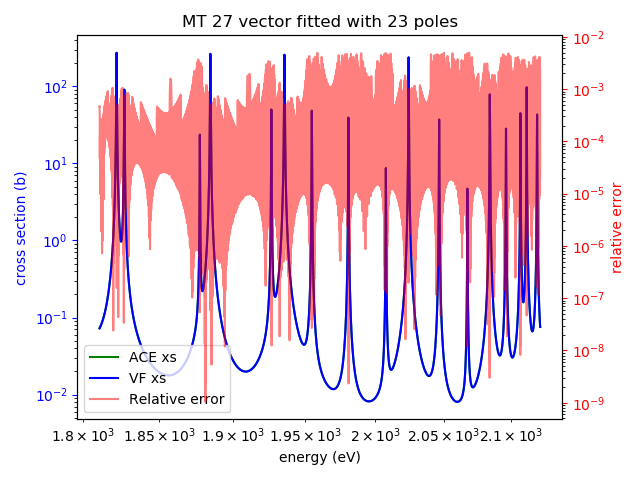 MT 27 vector fitted with 23 poles
cross section (b)
10² 10¹ 10⁰ 10⁻¹ 10⁻²
ACE xs
VF xs
Relative error
10⁻² 10⁻³ 10⁻⁴ 10⁻⁵ 10⁻⁶ 10⁻⁷ 10⁻⁸ 10⁻⁹
relative error
1.8 × 10³ 1.85 × 10³ 1.9 × 10³ 1.95 × 10³ 2 × 10³ 2.05 × 10³ 2.1 × 10³
energy (eV)